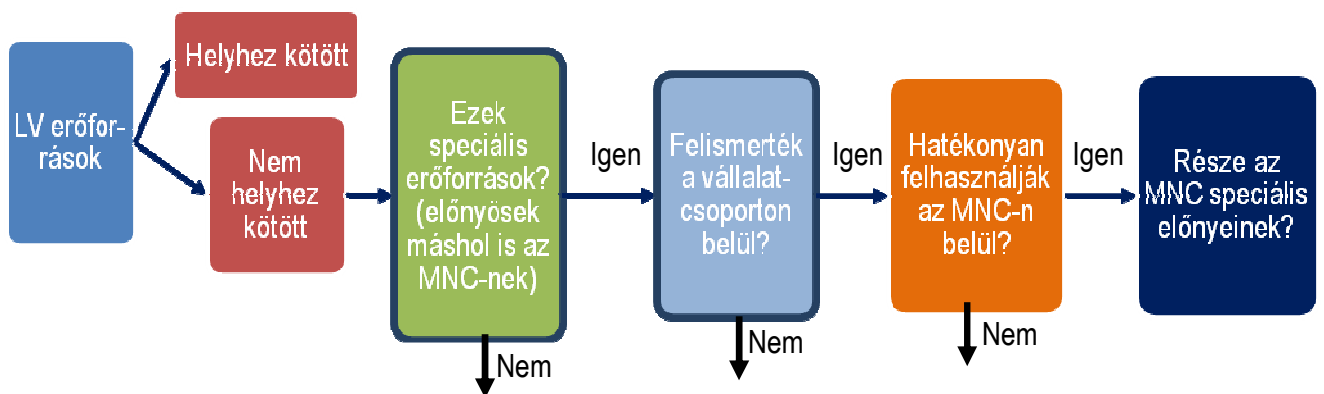 LV erőfor-
rások
Helyhez kötött
Nem
helyhez
kötött
Ezek
speciális
erőforrások?
(előnyösek
máshol is az
MNC-nek)
Igen
Nem
Felismerték
a vállalat-
csoporton
belül?
Igen
Nem
Hatékonyan
felhasználják
az MNC-n
belül?
Igen
Nem
Része az
MNC speciális
előnyeinek?